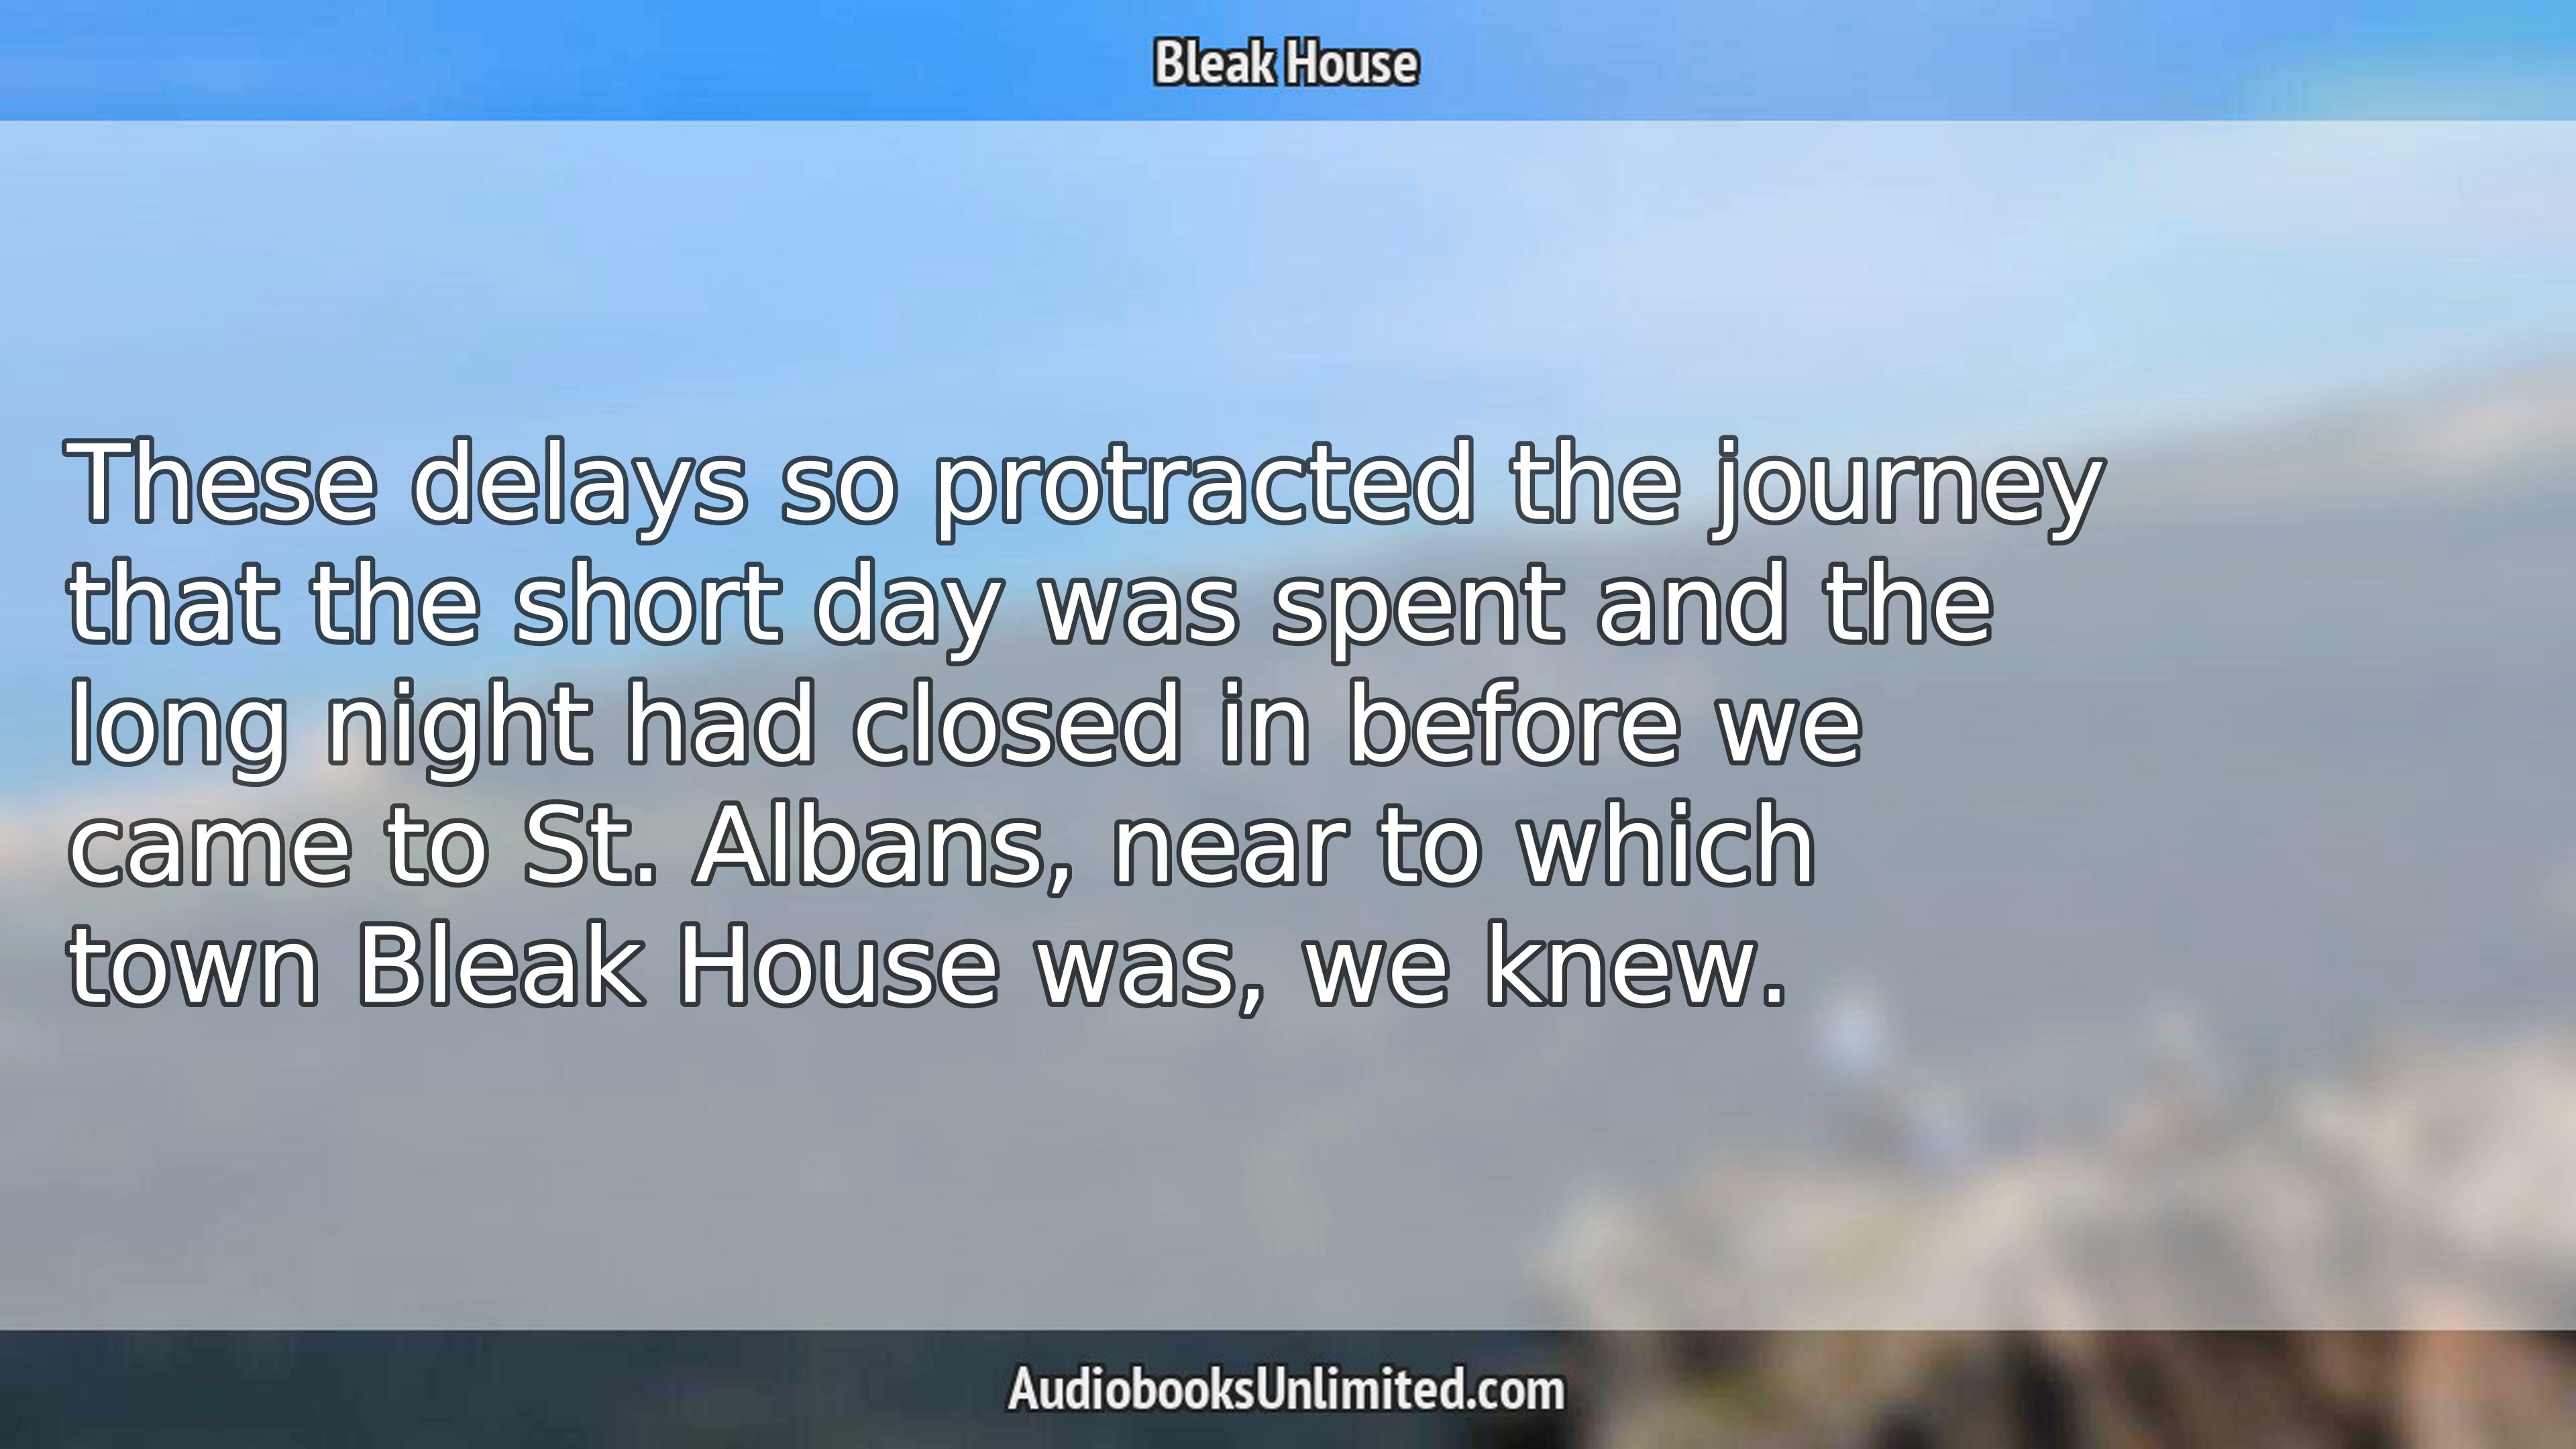 Bleak House
These delays so protracted the journey
that the short day was spent and the
long night had closed in before we
came to St. Albans, near to which
town Bleak House was, we knew.
AudiobooksUnlimited.com